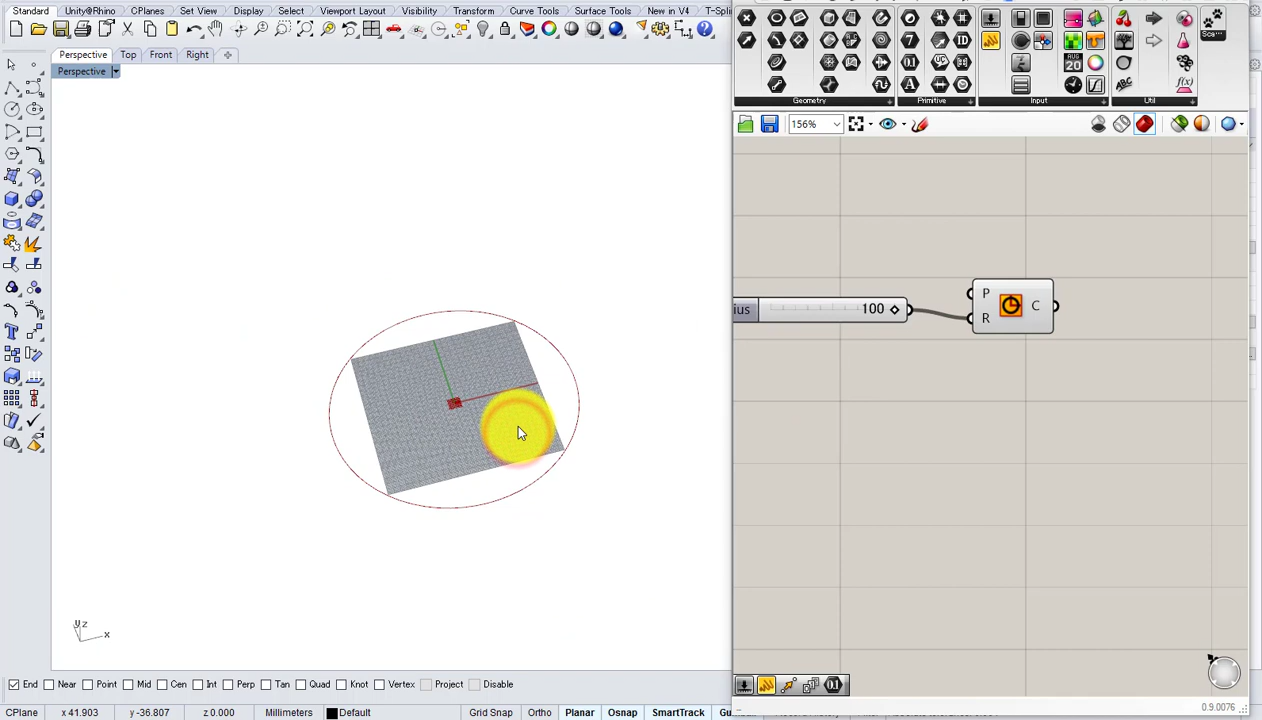 Standard Unity@Rhino CPlanes Set View Display Select Viewport Layout Visibility Transform Curve Tools Surface Tools New in V4 T-Spli
Perspective Top Front Right
Perspective
Geometry Primitive Input Util
156%
ius 100
P
R
C
y z
x
End Near Point Mid Cen Int Perp Tan Quad Knot Vertex Project Disable
CPlane x 41.903 y -36.807 z 0.000 Millimeters Default Grid Snap Ortho Planar Osnap SmartTrack
0.9.0076